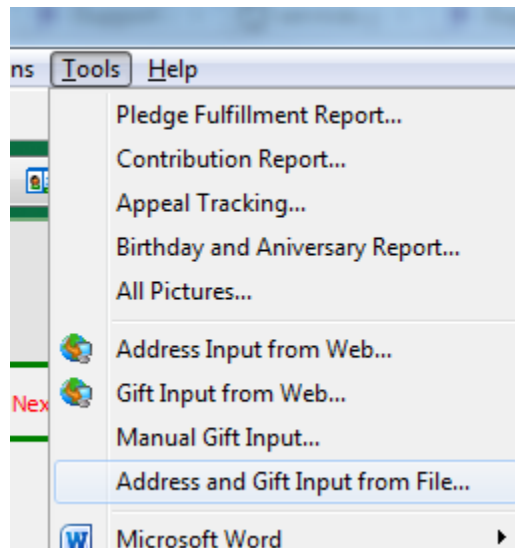 ns Tools Help
Pledge Fulfillment Report...
Contribution Report...
Appeal Tracking...
Birthday and Aniversary Report...
All Pictures...
Address Input from Web...
Gift Input from Web...
Nex
Manual Gift Input...
Address and Gift Input from File...
Microsoft Word